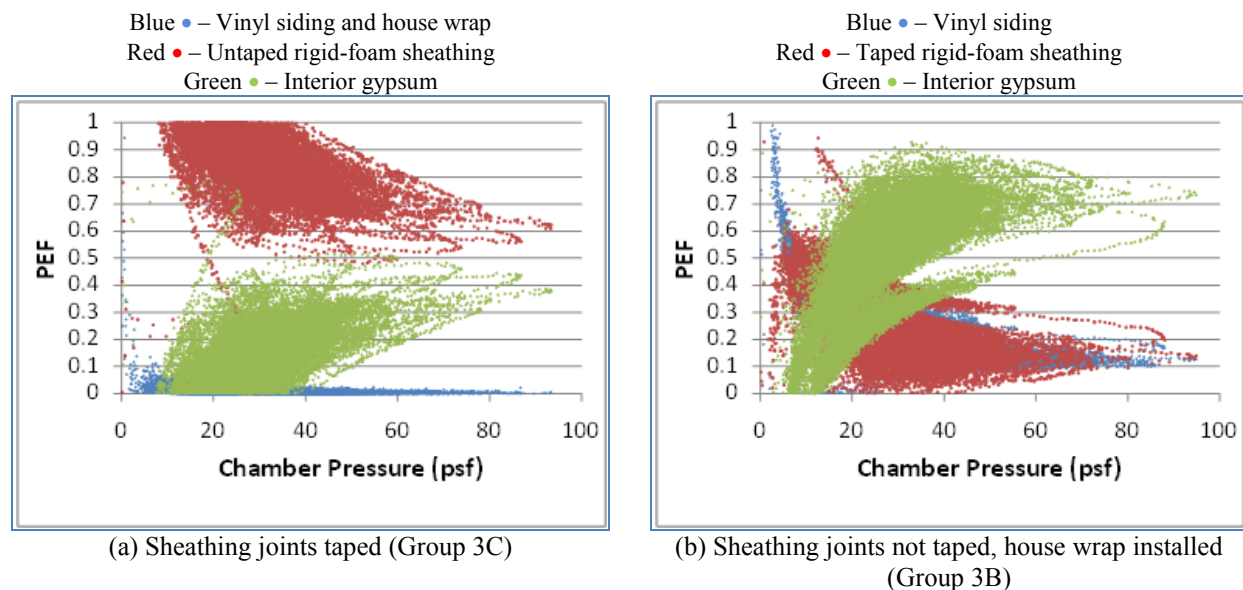 Blue ● – Vinyl siding and house wrap
Red ● – Untaped rigid-foam sheathing
Green ● – Interior gypsum
PEF
1
0.9
0.8
0.7
0.6
0.5
0.4
0.3
0.2
0.1
0
0 20 40 60 80 100
Chamber Pressure (psf)
(a) Sheathing joints taped (Group 3C)
Blue ● – Vinyl siding
Red ● – Taped rigid-foam sheathing
Green ● – Interior gypsum
PEF
1
0.9
0.8
0.7
0.6
0.5
0.4
0.3
0.2
0.1
0
0 20 40 60 80 100
Chamber Pressure (psf)
(b) Sheathing joints not taped, house wrap installed
(Group 3B)